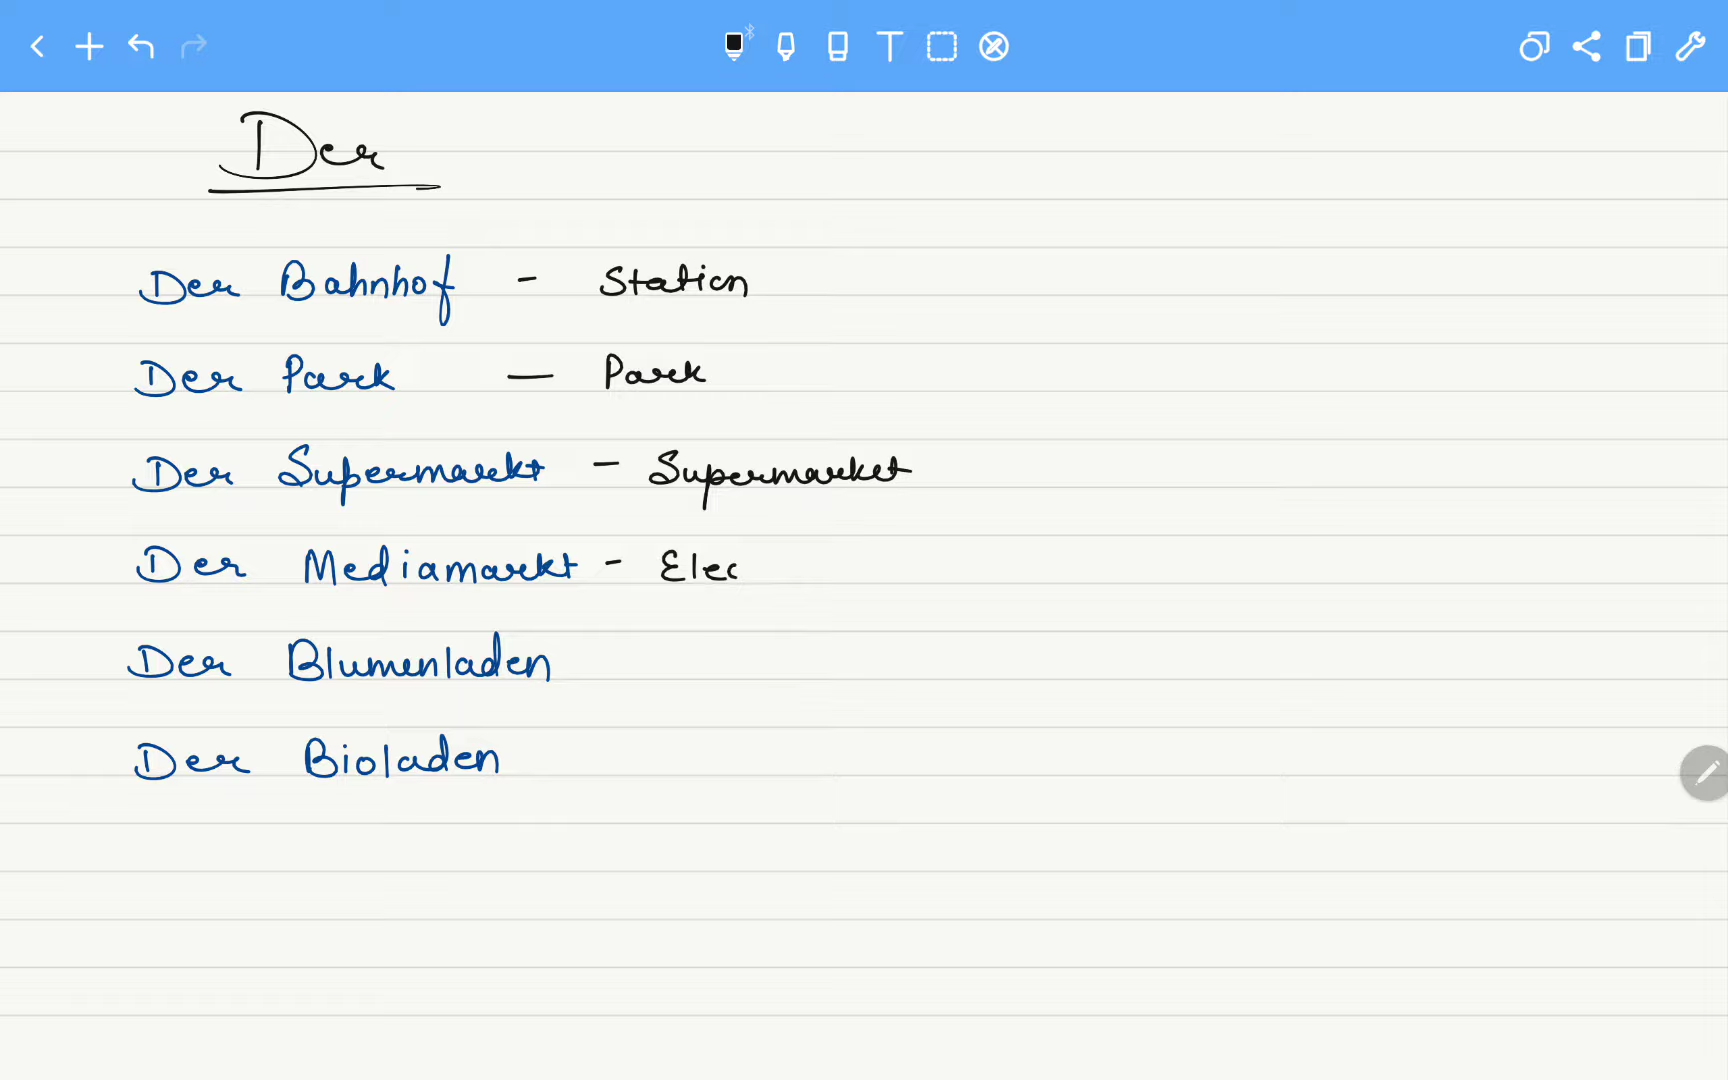 Der
Der Bahnhof - Station
Der Park - Park
Der Supermarkt - Supermarket
Der Mediamarkt - Elec
Der Blumenladen
Der Bioladen